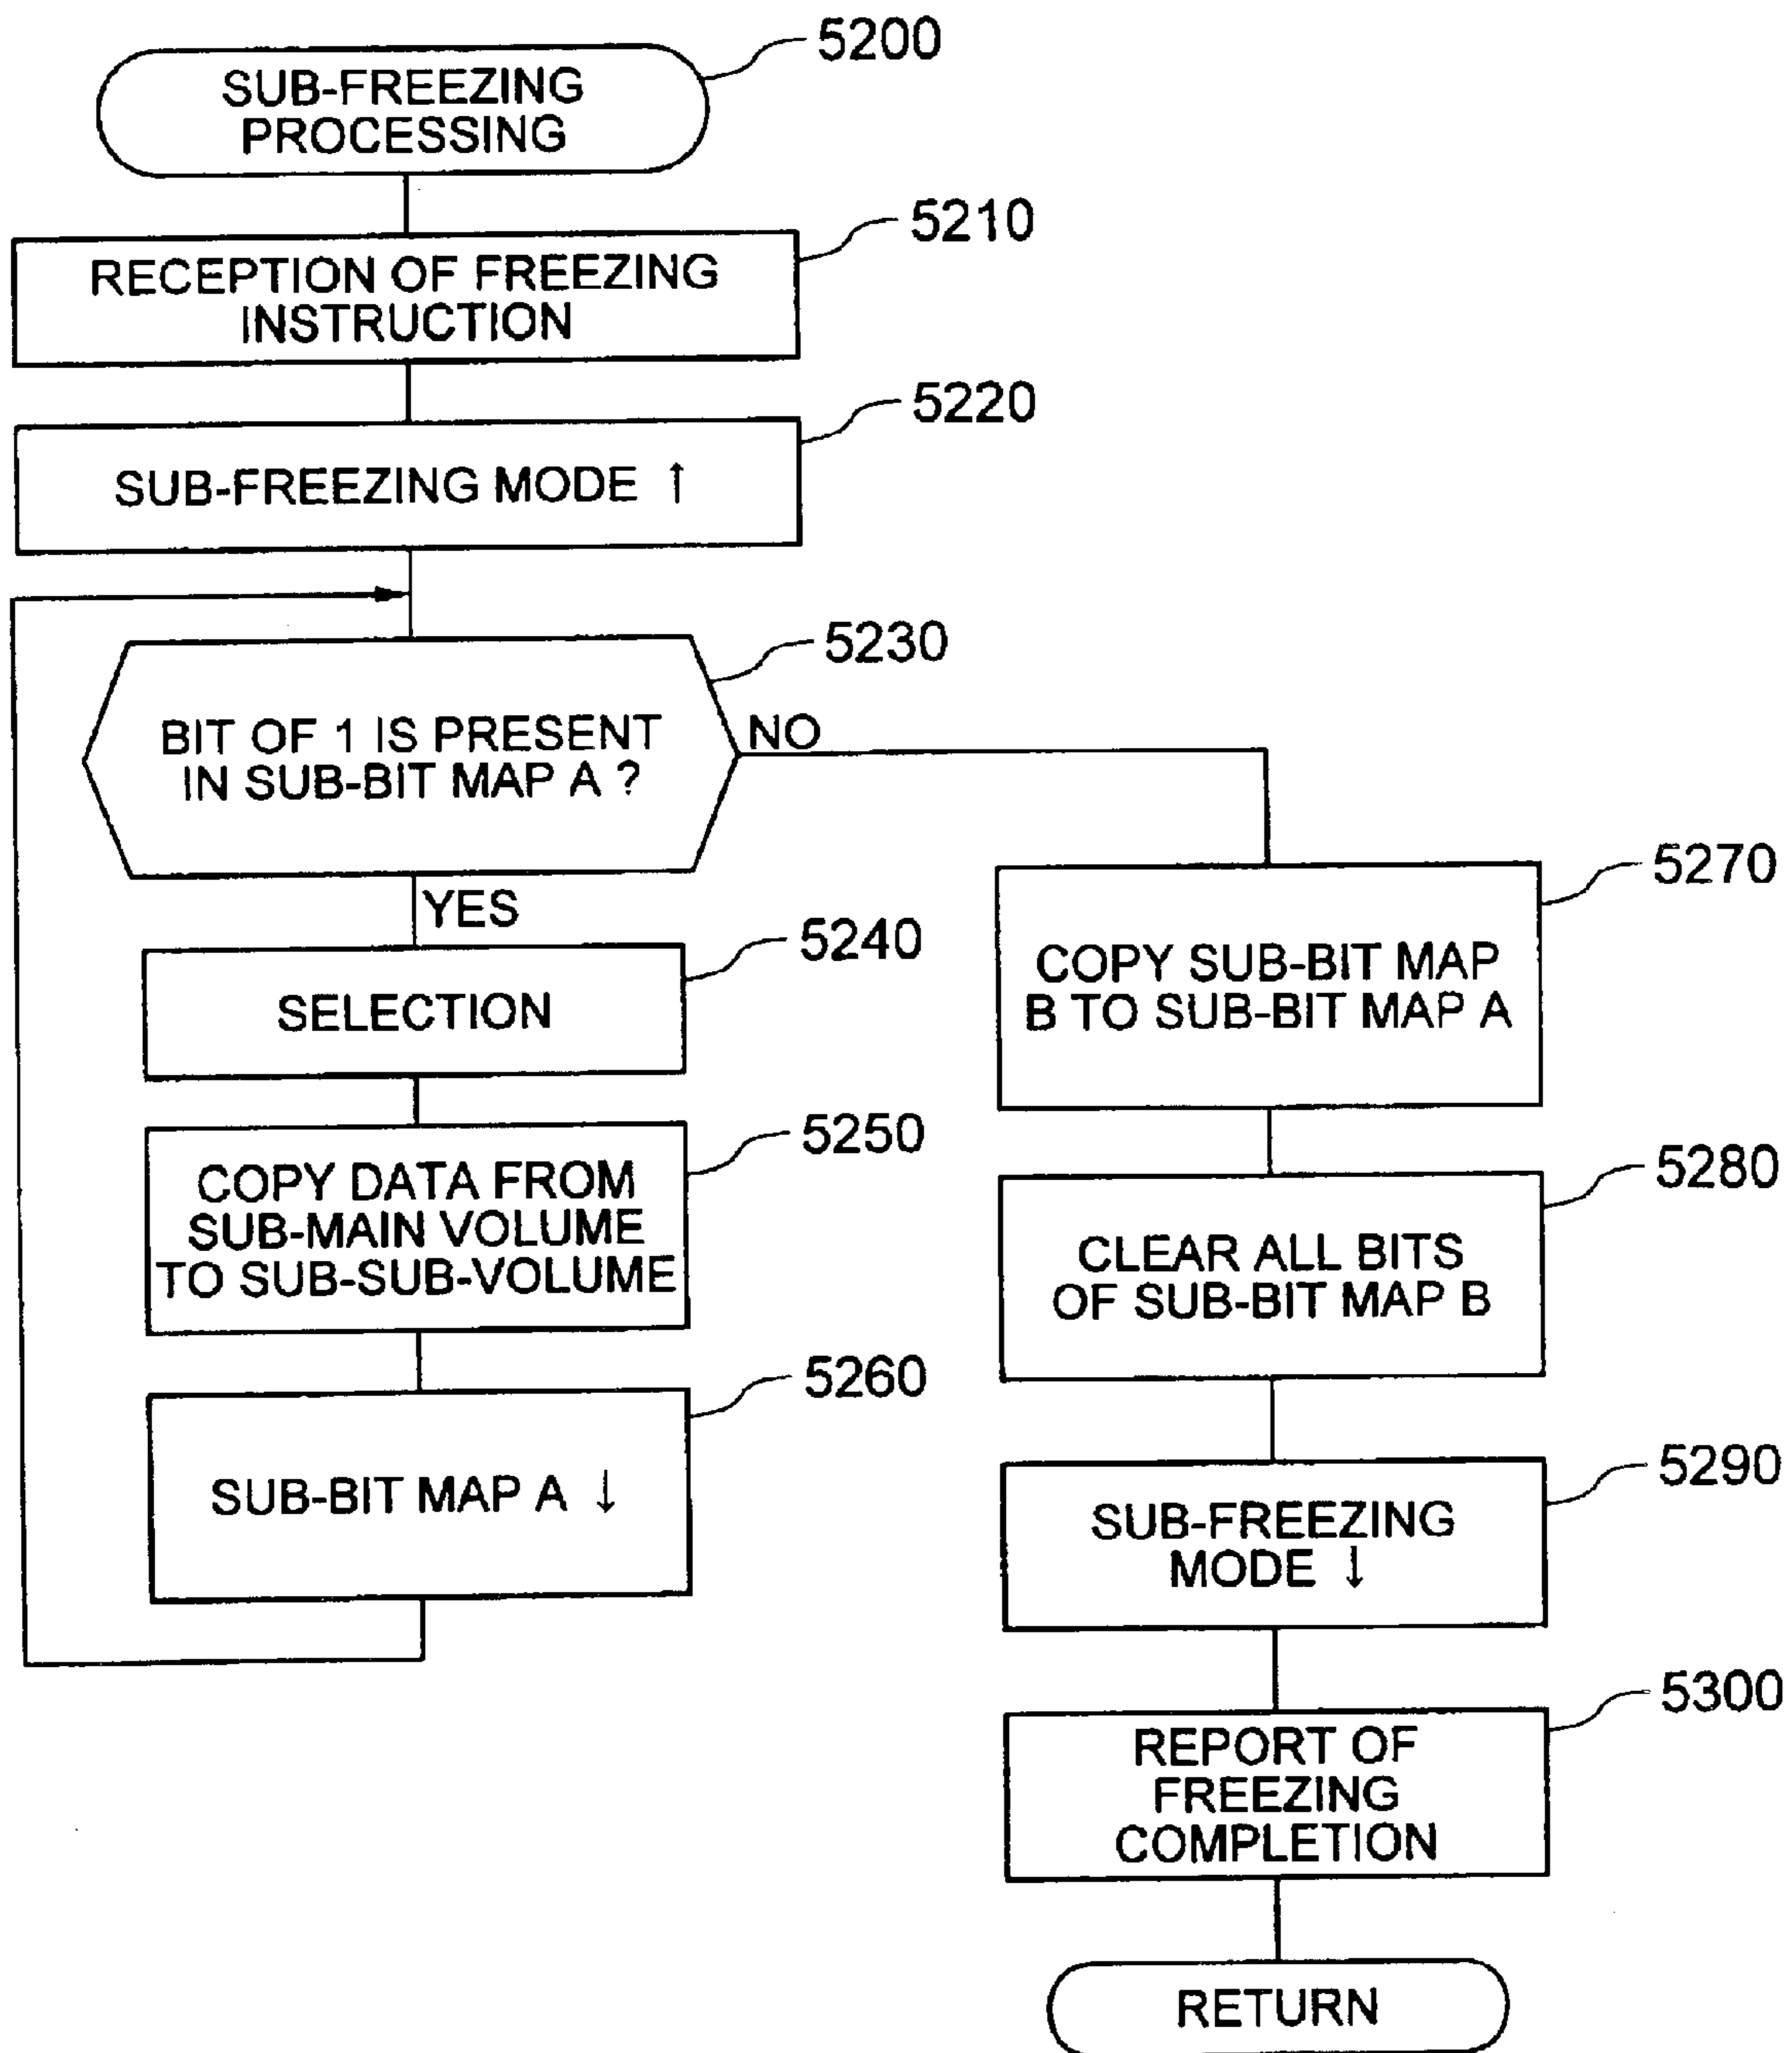 5200
SUB-FREEZING
PROCESSING
5210
RECEPTION OF FREEZING
INSTRUCTION
5220
SUB-FREEZING MODE ↑
5230
BIT OF 1 IS PRESENT
IN SUB-BIT MAP A ?
NO
YES
5240
SELECTION
5250
COPY DATA FROM
SUB-MAIN VOLUME
TO SUB-SUB-VOLUME
5260
SUB-BIT MAP A ↓
5270
COPY SUB-BIT MAP
B TO SUB-BIT MAP A
5280
CLEAR ALL BITS
OF SUB-BIT MAP B
5290
SUB-FREEZING
MODE ↓
5300
REPORT OF
FREEZING
COMPLETION
RETURN